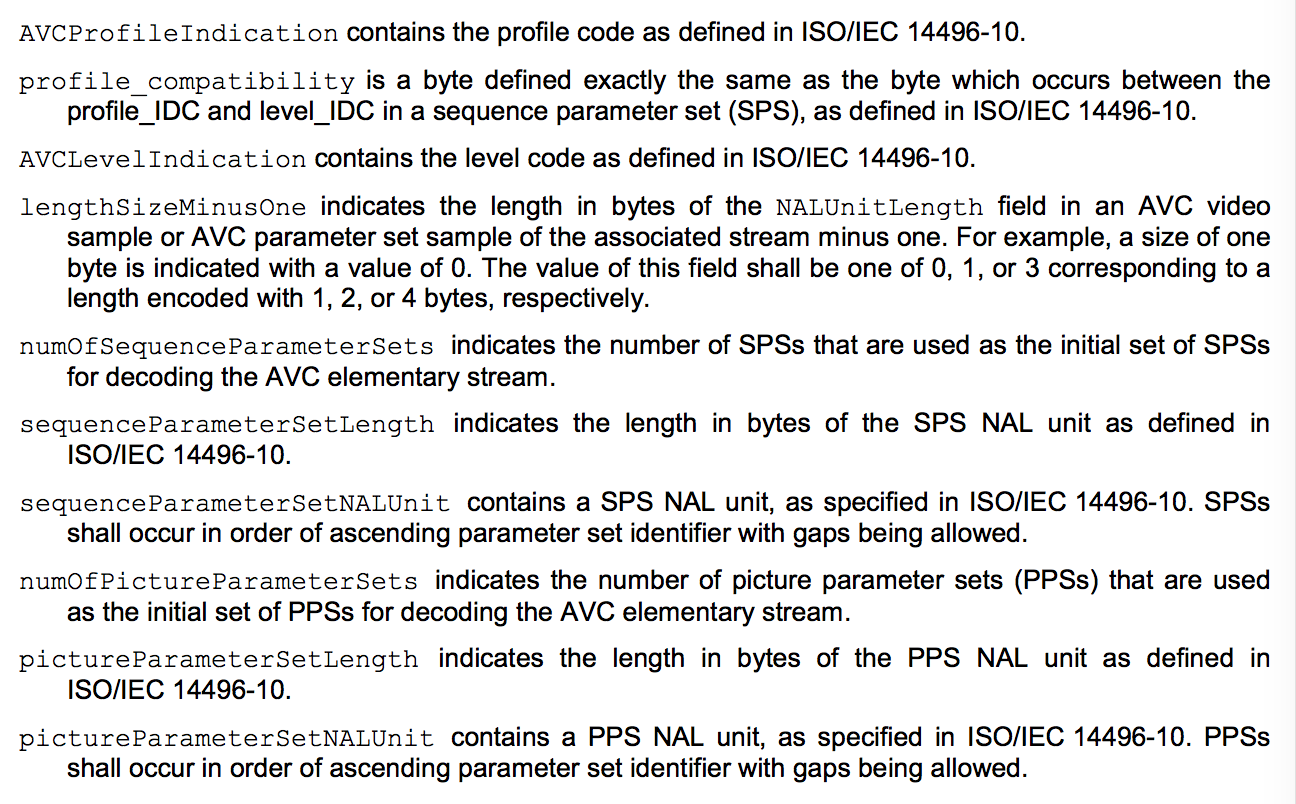 AVCProfileIndication contains the profile code as defined in ISO/IEC 14496-10.
profile_compatibility is a byte defined exactly the same as the byte which occurs between the
profile_IDC and level_IDC in a sequence parameter set (SPS), as defined in ISO/IEC 14496-10.
AVCLevelIndication contains the level code as defined in ISO/IEC 14496-10.
lengthSizeMinusOne indicates the length in bytes of the NALUnitLength field in an AVC video
sample or AVC parameter set sample of the associated stream minus one. For example, a size of one
byte is indicated with a value of 0. The value of this field shall be one of 0, 1, or 3 corresponding to a
length encoded with 1, 2, or 4 bytes, respectively.
numOfSequenceParameterSets indicates the number of SPSs that are used as the initial set of SPSs
for decoding the AVC elementary stream.
sequenceParameterSetLength indicates the length in bytes of the SPS NAL unit as defined in
ISO/IEC 14496-10.
sequenceParameterSetNALUnit contains a SPS NAL unit, as specified in ISO/IEC 14496-10. SPSs
shall occur in order of ascending parameter set identifier with gaps being allowed.
numOfPictureParameterSets indicates the number of picture parameter sets (PPSs) that are used
as the initial set of PPSs for decoding the AVC elementary stream.
pictureParameterSetLength indicates the length in bytes of the PPS NAL unit as defined in
ISO/IEC 14496-10.
pictureParameterSetNALUnit contains a PPS NAL unit, as specified in ISO/IEC 14496-10. PPSs
shall occur in order of ascending parameter set identifier with gaps being allowed.